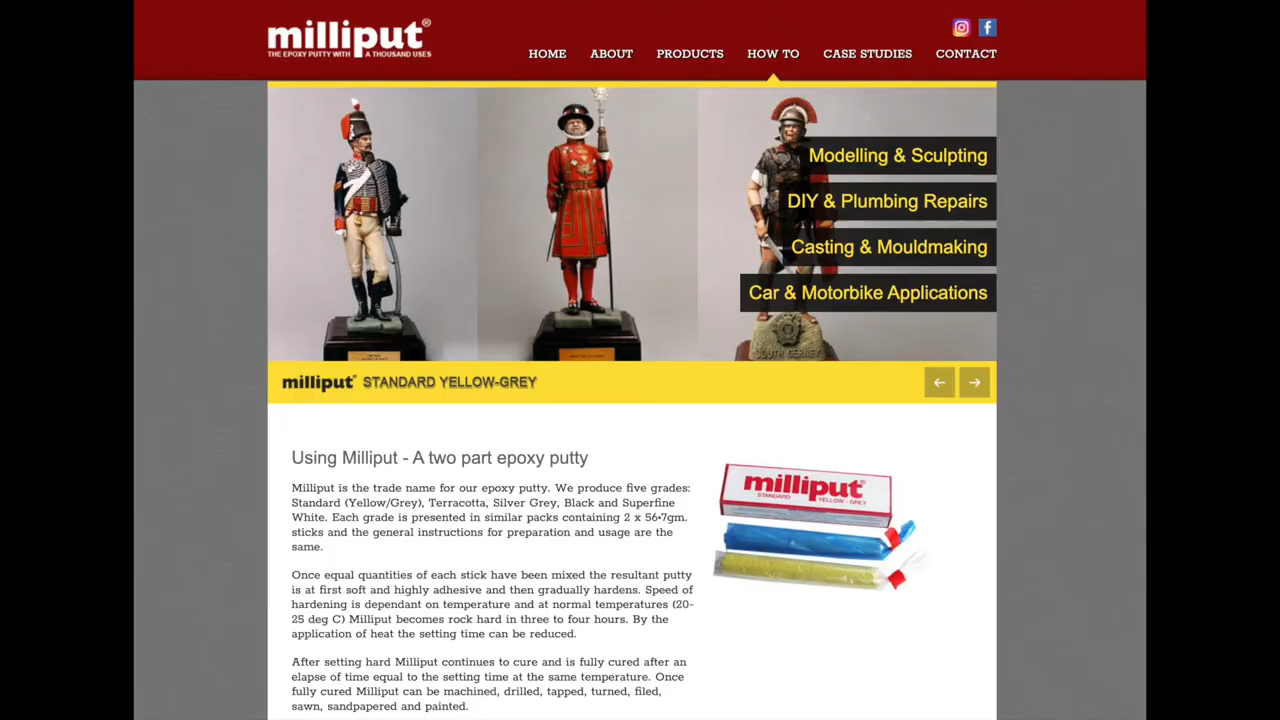 milliput®
THE EPOXY PUTTY WITH A THOUSAND USES
HOME ABOUT PRODUCTS HOW TO CASE STUDIES CONTACT
Modelling & Sculpting
DIY & Plumbing Repairs
Casting & Mouldmaking
Car & Motorbike Applications
SOUTH CERNEY
milliput® STANDARD YELLOW-GREY
Using Milliput - A two part epoxy putty
Milliput is the trade name for our epoxy putty. We produce five grades:
Standard (Yellow/Grey), Terracotta, Silver Grey, Black and Superfine
White. Each grade is presented in similar packs containing 2 x 56•7gm.
sticks and the general instructions for preparation and usage are the
same.
milliput®
STANDARD YELLOW - GREY
Once equal quantities of each stick have been mixed the resultant putty
is at first soft and highly adhesive and then gradually hardens. Speed of
hardening is dependant on temperature and at normal temperatures (20-
25 deg C) Milliput becomes rock hard in three to four hours. By the
application of heat the setting time can be reduced.
After setting hard Milliput continues to cure and is fully cured after an
elapse of time equal to the setting time at the same temperature. Once
fully cured Milliput can be machined, drilled, tapped, turned, filed,
sawn, sandpapered and painted.